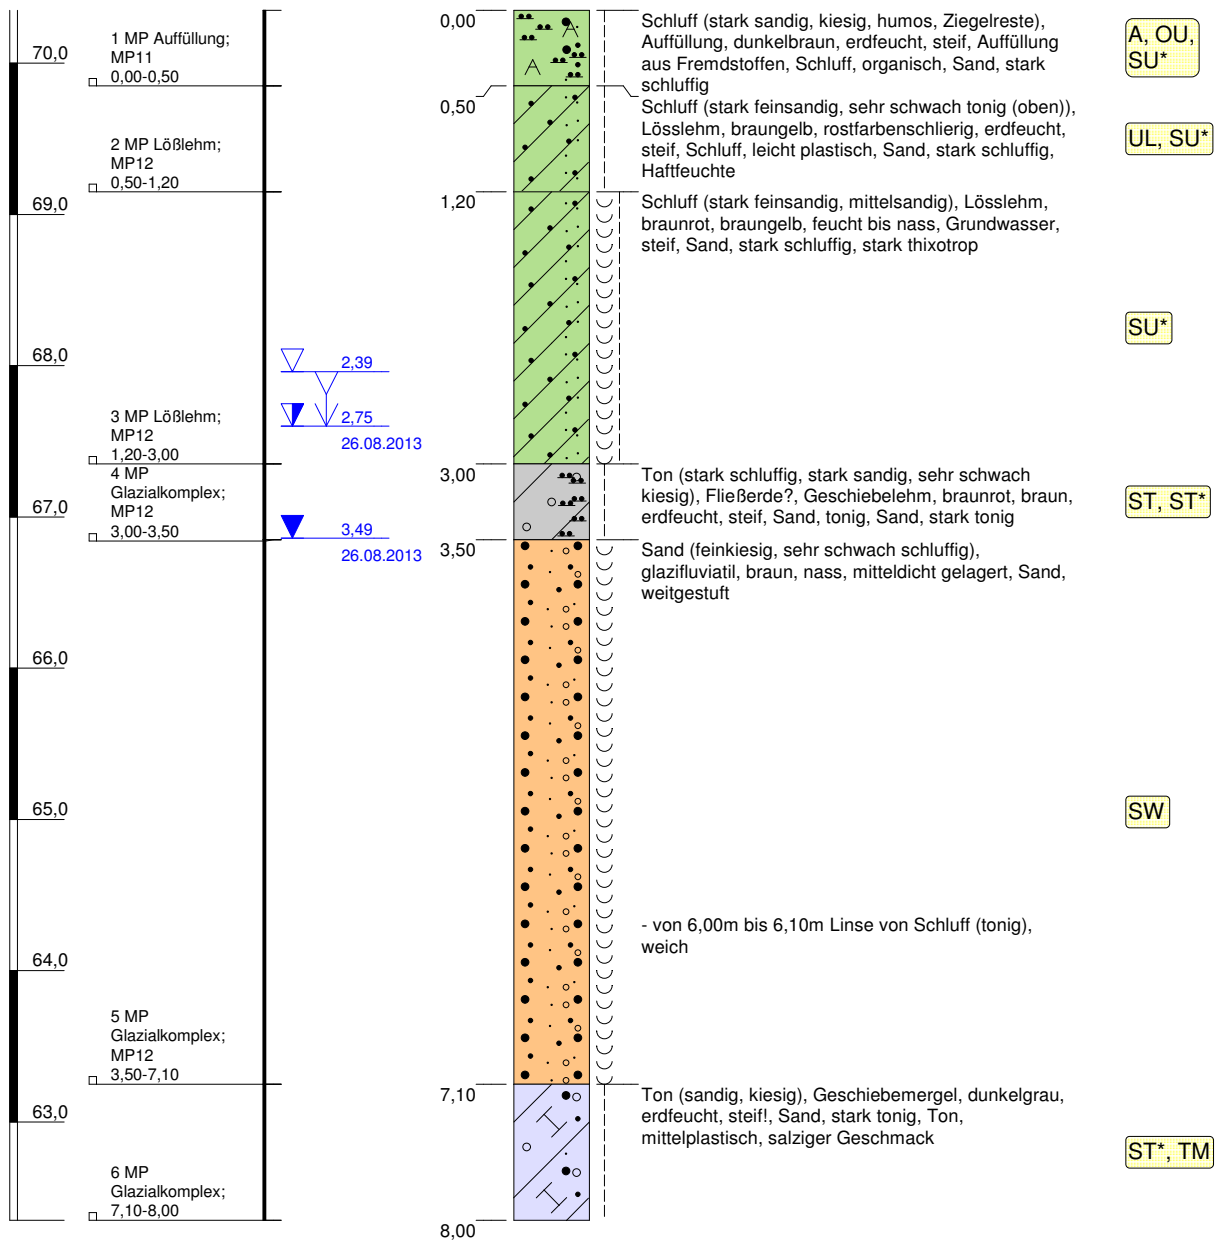 0,00
Schluff (stark sandig, kiesig, humos, Ziegelreste),
Auffüllung, dunkelbraun, erdfeucht, steif, Auffüllung
aus Fremdstoffen, Schluff, organisch, Sand, stark
schluffig
A, OU,
SU*
70,0
1 MP Auffüllung;
MP11
0,00-0,50
A
A
0,50
Schluff (stark feinsandig, sehr schwach tonig (oben)),
Lösslehm, braungelb, rostfarbenschlierig, erdfeucht,
steif, Schluff, leicht plastisch, Sand, stark schluffig,
Haftfeuchte
UL, SU*
2 MP Lößlehm;
MP12
0,50-1,20
69,0
1,20
Schluff (stark feinsandig, mittelsandig), Lösslehm,
braunrot, braungelb, feucht bis nass, Grundwasser,
steif, Sand, stark schluffig, stark thixotrop
SU*
68,0
2,39
2,75
26.08.2013
3 MP Lößlehm;
MP12
1,20-3,00
4 MP
Glazialkomplex;
MP12
3,00-3,50
67,0
3,00
Ton (stark schluffig, stark sandig, sehr schwach
kiesig), Fließerde?, Geschiebelehm, braunrot, braun,
erdfeucht, steif, Sand, tonig, Sand, stark tonig
ST, ST*
3,49
26.08.2013
3,50
Sand (feinkiesig, sehr schwach schluffig),
glazifluviatil, braun, nass, mitteldicht gelagert, Sand,
weitgestuft
66,0
65,0
SW
- von 6,00m bis 6,10m Linse von Schluff (tonig),
weich
64,0
5 MP
Glazialkomplex;
MP12
3,50-7,10
7,10
Ton (sandig, kiesig), Geschiebemergel, dunkelgrau,
erdfeucht, steif!, Sand, stark tonig, Ton,
mittelplastisch, salziger Geschmack
ST*, TM
63,0
6 MP
Glazialkomplex;
7,10-8,00
8,00